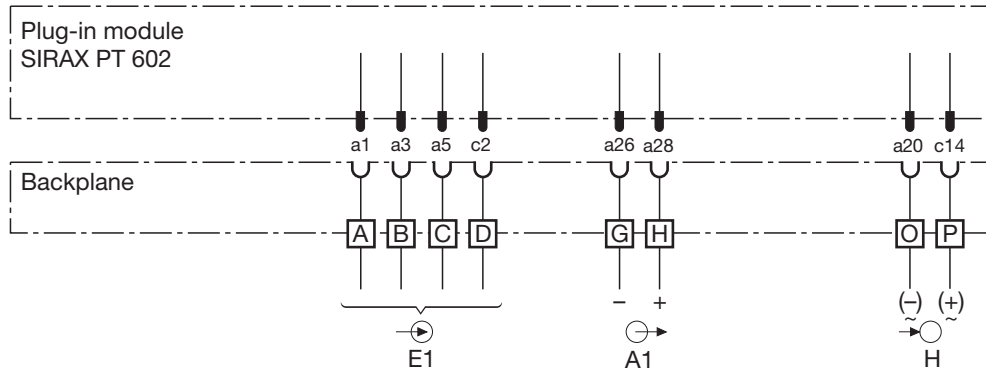 Plug-in module
SIRAX PT 602
a1 a3 a5 c2 a26 a28 a20 c14
Backplane
A B C D G H O P
– + (–) (+)
~ ~
E1 A1 H